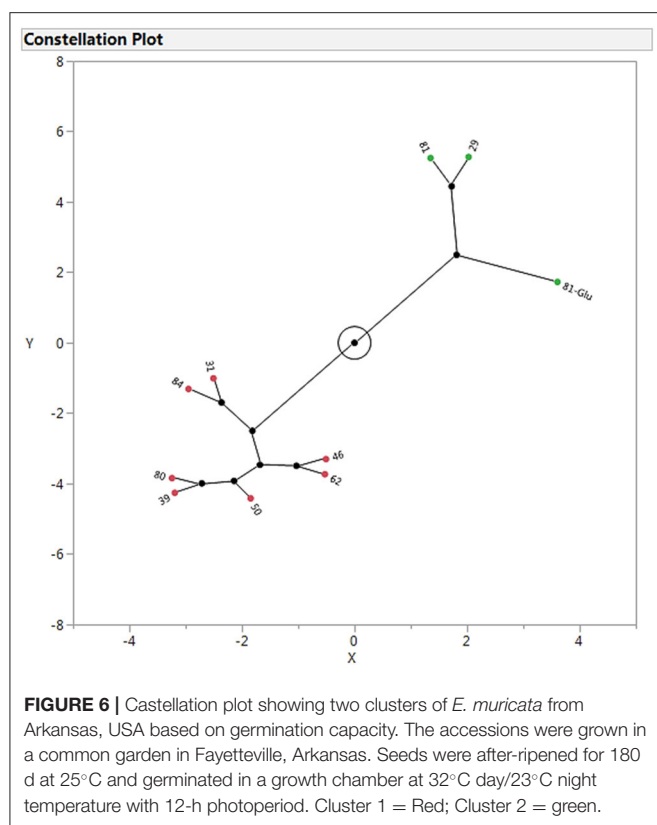 Constellation Plot
8
6
4
2
Y 0
-2
-4
-6
-8
81
29
81-Glu
31
84
46
62
80
39
50
-4 -2 0 2 4
X
FIGURE 6 | Castellation plot showing two clusters of E. muricata from
Arkansas, USA based on germination capacity. The accessions were grown in
a common garden in Fayetteville, Arkansas. Seeds were after-ripened for 180
d at 25°C and germinated in a growth chamber at 32°C day/23°C night
temperature with 12-h photoperiod. Cluster 1 = Red; Cluster 2 = green.